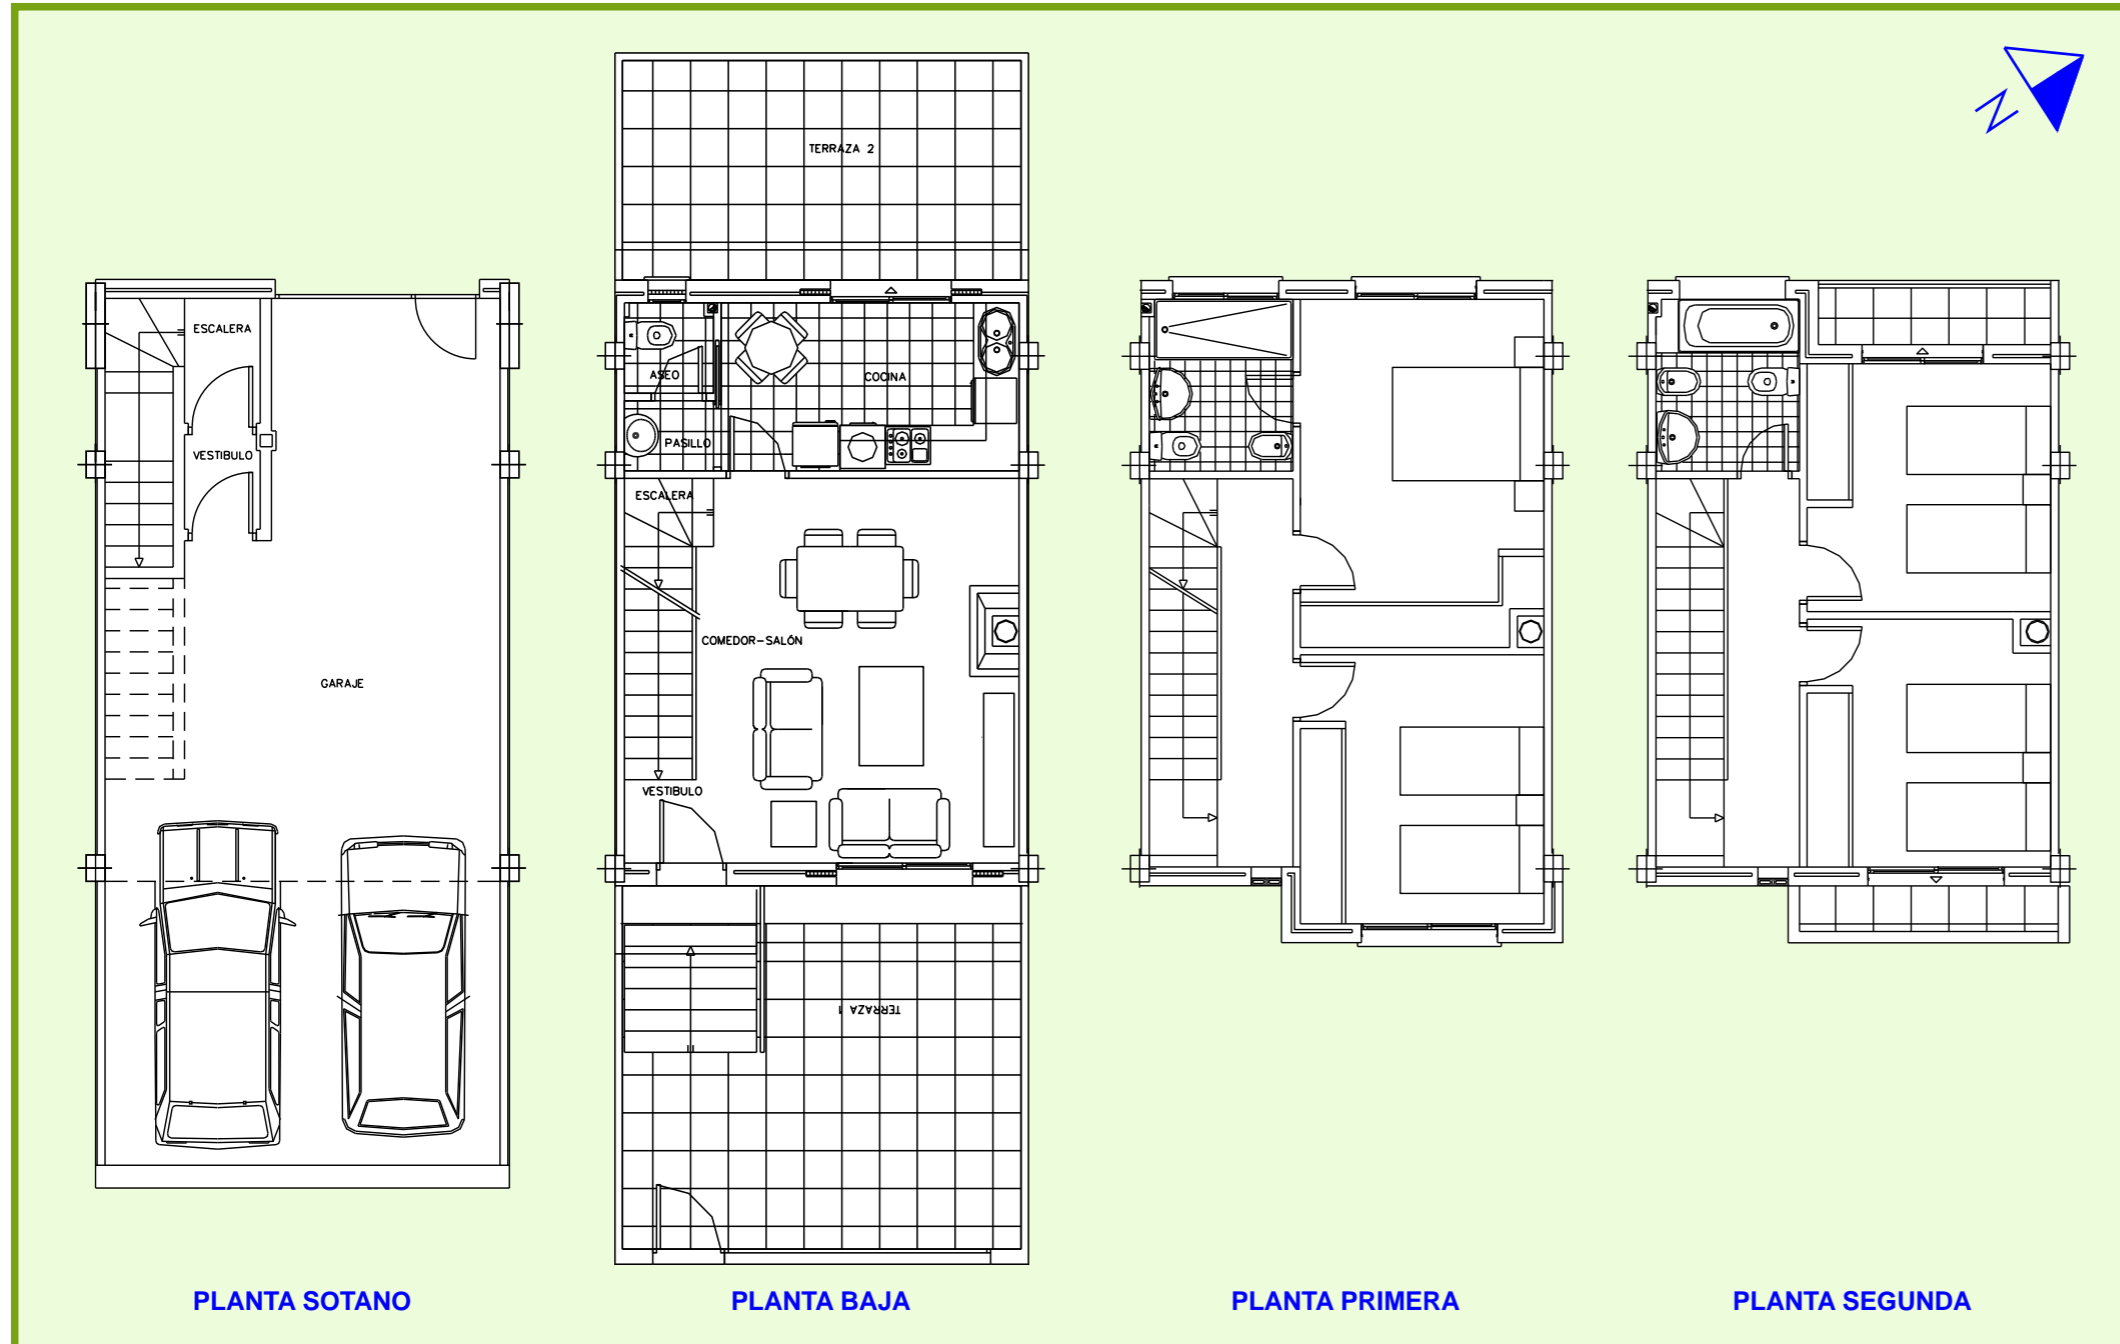 N
TERRAZA 2
ESCALERA
VESTIBULO
GARAJE
ASEO
COCINA
PASILLO
ESCALERA
COMEDOR-SALÓN
VESTIBULO
TERRAZA 1
PLANTA SOTANO
PLANTA BAJA
PLANTA PRIMERA
PLANTA SEGUNDA